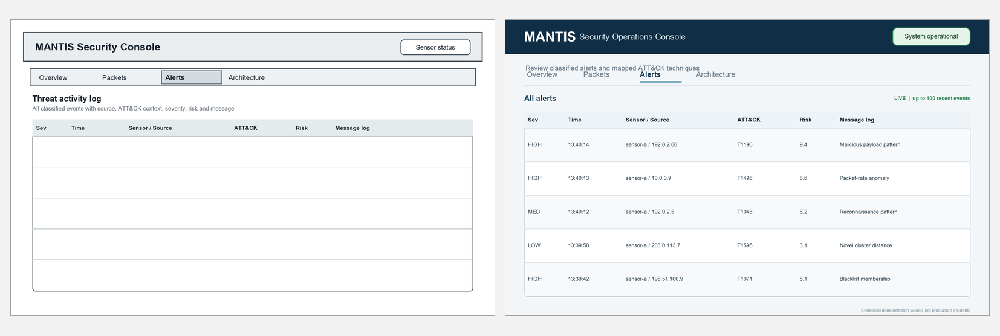 MANTIS Security Console
Sensor status
Overview Packets Alerts Architecture
Threat activity log
All classified events with source, ATT&CK context, severity, risk and message
Sev Time Sensor / Source ATT&CK Risk Message log
MANTIS Security Operations Console
System operational
Review classified alerts and mapped ATT&CK techniques
Overview Packets Alerts Architecture
All alerts
LIVE | up to 100 recent events
Sev Time Sensor / Source ATT&CK Risk Message log
HIGH 13:40:14 sensor-a / 192.0.2.66 T1190 9.4 Malicious payload pattern
HIGH 13:40:13 sensor-a / 10.0.0.9 T1498 8.6 Packet-rate anomaly
MED 13:40:12 sensor-a / 192.0.2.5 T1046 6.2 Reconnaissance pattern
LOW 13:39:58 sensor-a / 203.0.113.7 T1595 3.1 Novel cluster distance
HIGH 13:39:42 sensor-a / 198.51.100.9 T1071 8.1 Blacklist membership
Controlled demonstration values, not production incidents